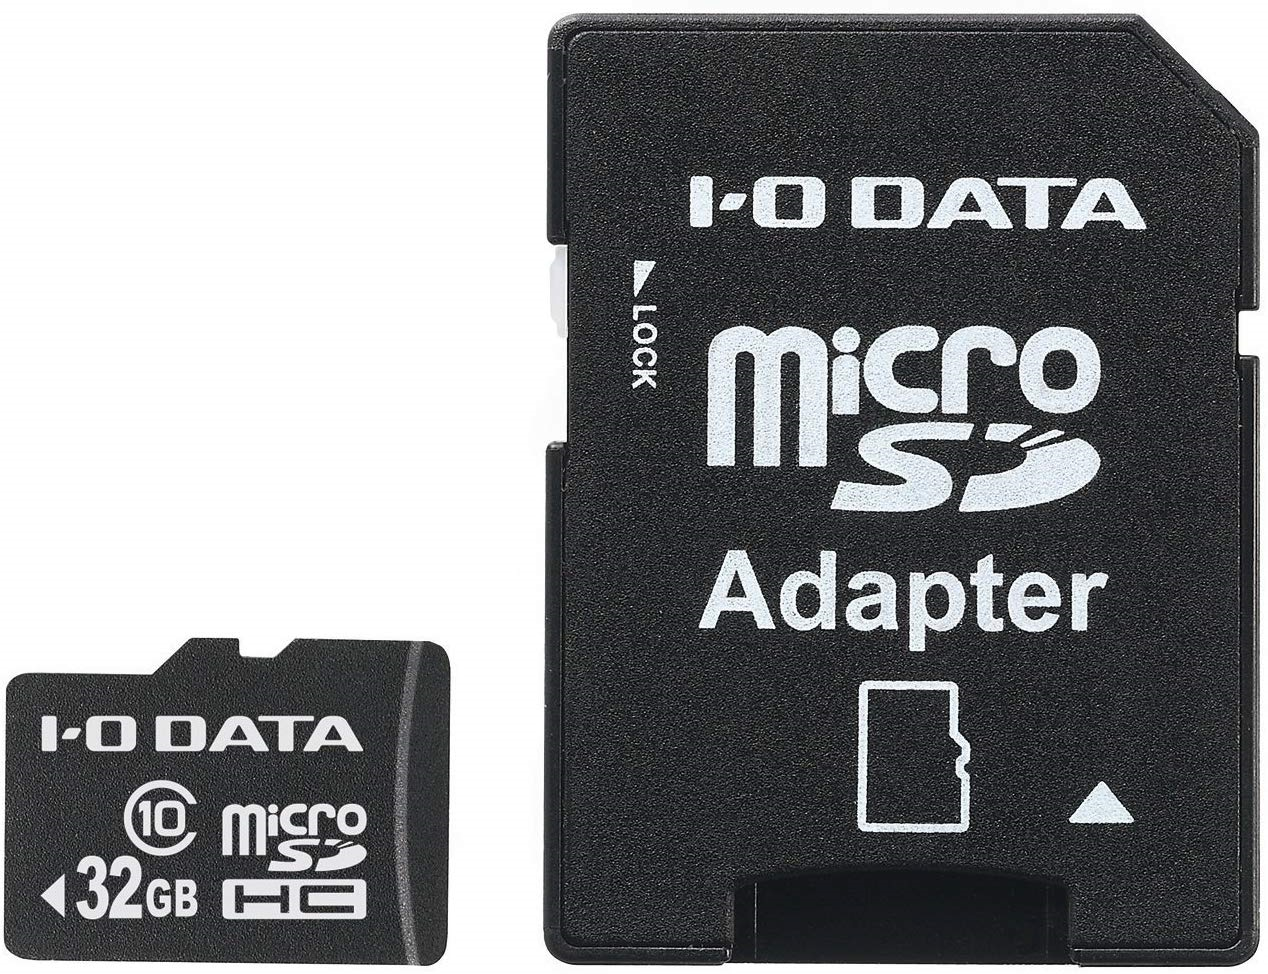 I-O DATA
LOCK
micro
SD
Adapter
I-O DATA
10
micro
SD
32GB
HC